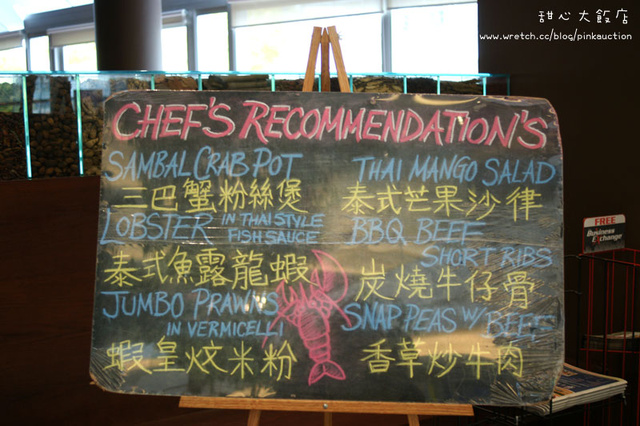 甜心大飯店
www.wretch.cc/blog/pinkauction
CHEF'S RECOMMENDATION'S
SAMBAL CRAB POT
三巴蟹粉絲煲
LOBSTER IN THAI STYLE
FISH SAUCE
泰式魚露龍蝦
JUMBO PRAWNS
IN VERMICELLI
蝦皇炆米粉
THAI MANGO SALAD
泰式芒果沙律
BBQ BEEF
SHORT RIBS
炭燒牛仔骨
SNAP PEAS W/ BEEF
香草炒牛肉
FREE
Business
Exchange